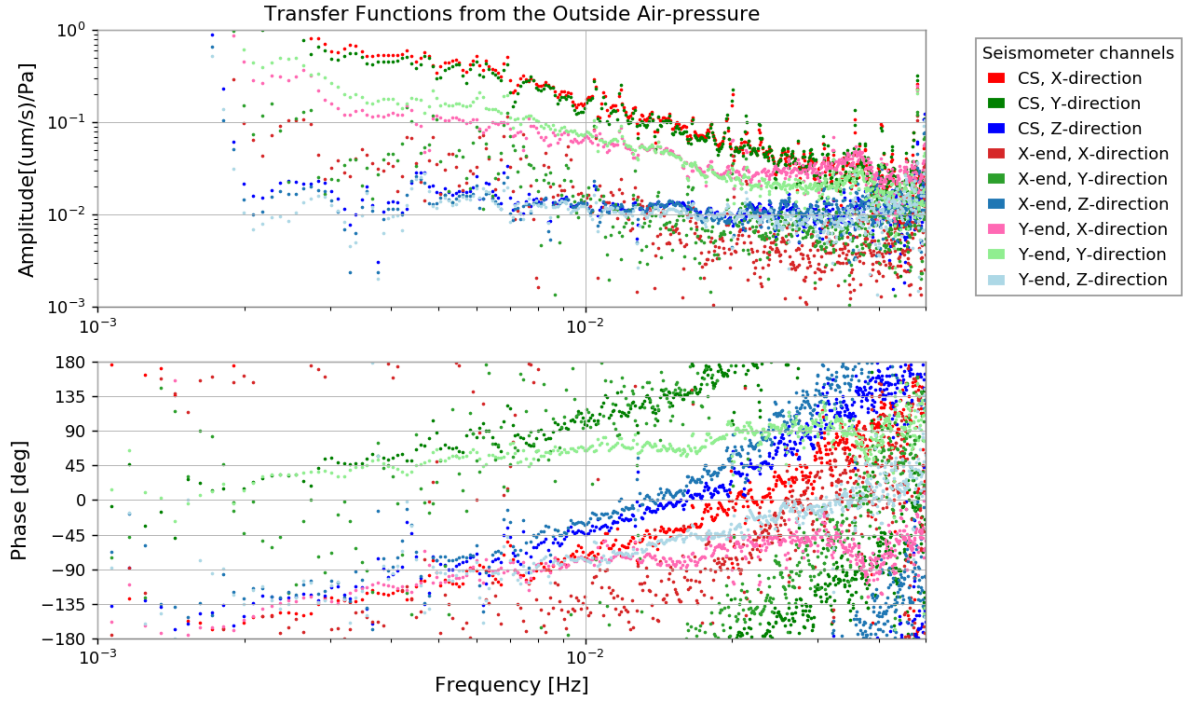 Transfer Functions from the Outside Air-pressure
Amplitude[(um/s)/Pa]
10⁰
10⁻¹
10⁻²
10⁻³
10⁻³
10⁻²
Seismometer channels
CS, X-direction
CS, Y-direction
CS, Z-direction
X-end, X-direction
X-end, Y-direction
X-end, Z-direction
Y-end, X-direction
Y-end, Y-direction
Y-end, Z-direction
Phase [deg]
180
135
90
45
0
−45
−90
−135
−180
10⁻³
10⁻²
Frequency [Hz]